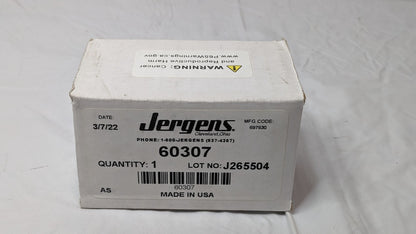 ⚠ WARNING: Cancer
and Reproductive Harm
www.P65Warnings.ca.gov
DATE:
3/7/22
Jergens.
Cleveland, Ohio
MFG CODE:
697930
PHONE: 1-800-JERGENS (537-4367)
60307
QUANTITY: 1 LOT NO: J265504
60307
AS
MADE IN USA